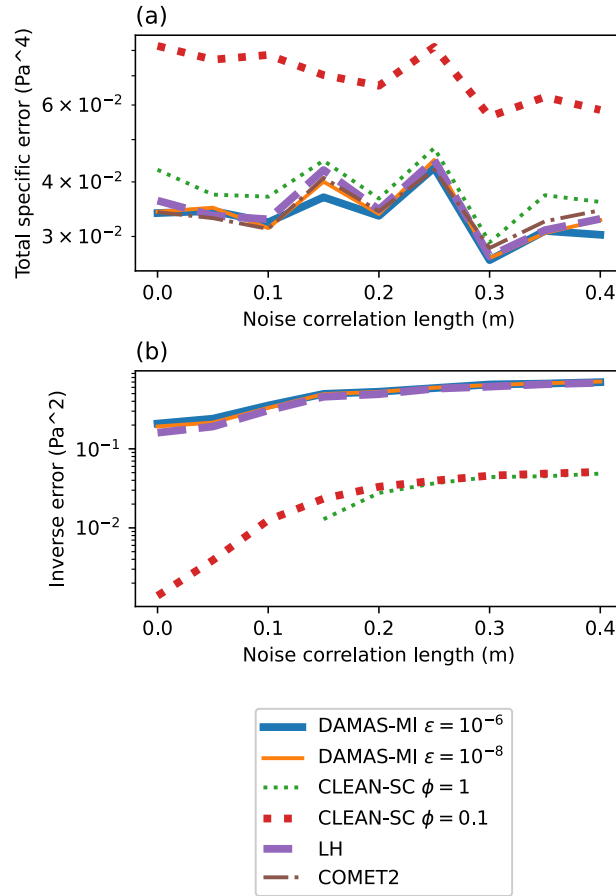 (a)
Total specific error (Pa^4)
6 × 10⁻²
4 × 10⁻²
3 × 10⁻²
0.0 0.1 0.2 0.3 0.4
Noise correlation length (m)
(b)
Inverse error (Pa^2)
10⁻¹
10⁻²
0.0 0.1 0.2 0.3 0.4
Noise correlation length (m)
DAMAS-MI ε = 10⁻⁶
DAMAS-MI ε = 10⁻⁸
CLEAN-SC ϕ = 1
CLEAN-SC ϕ = 0.1
LH
COMET2